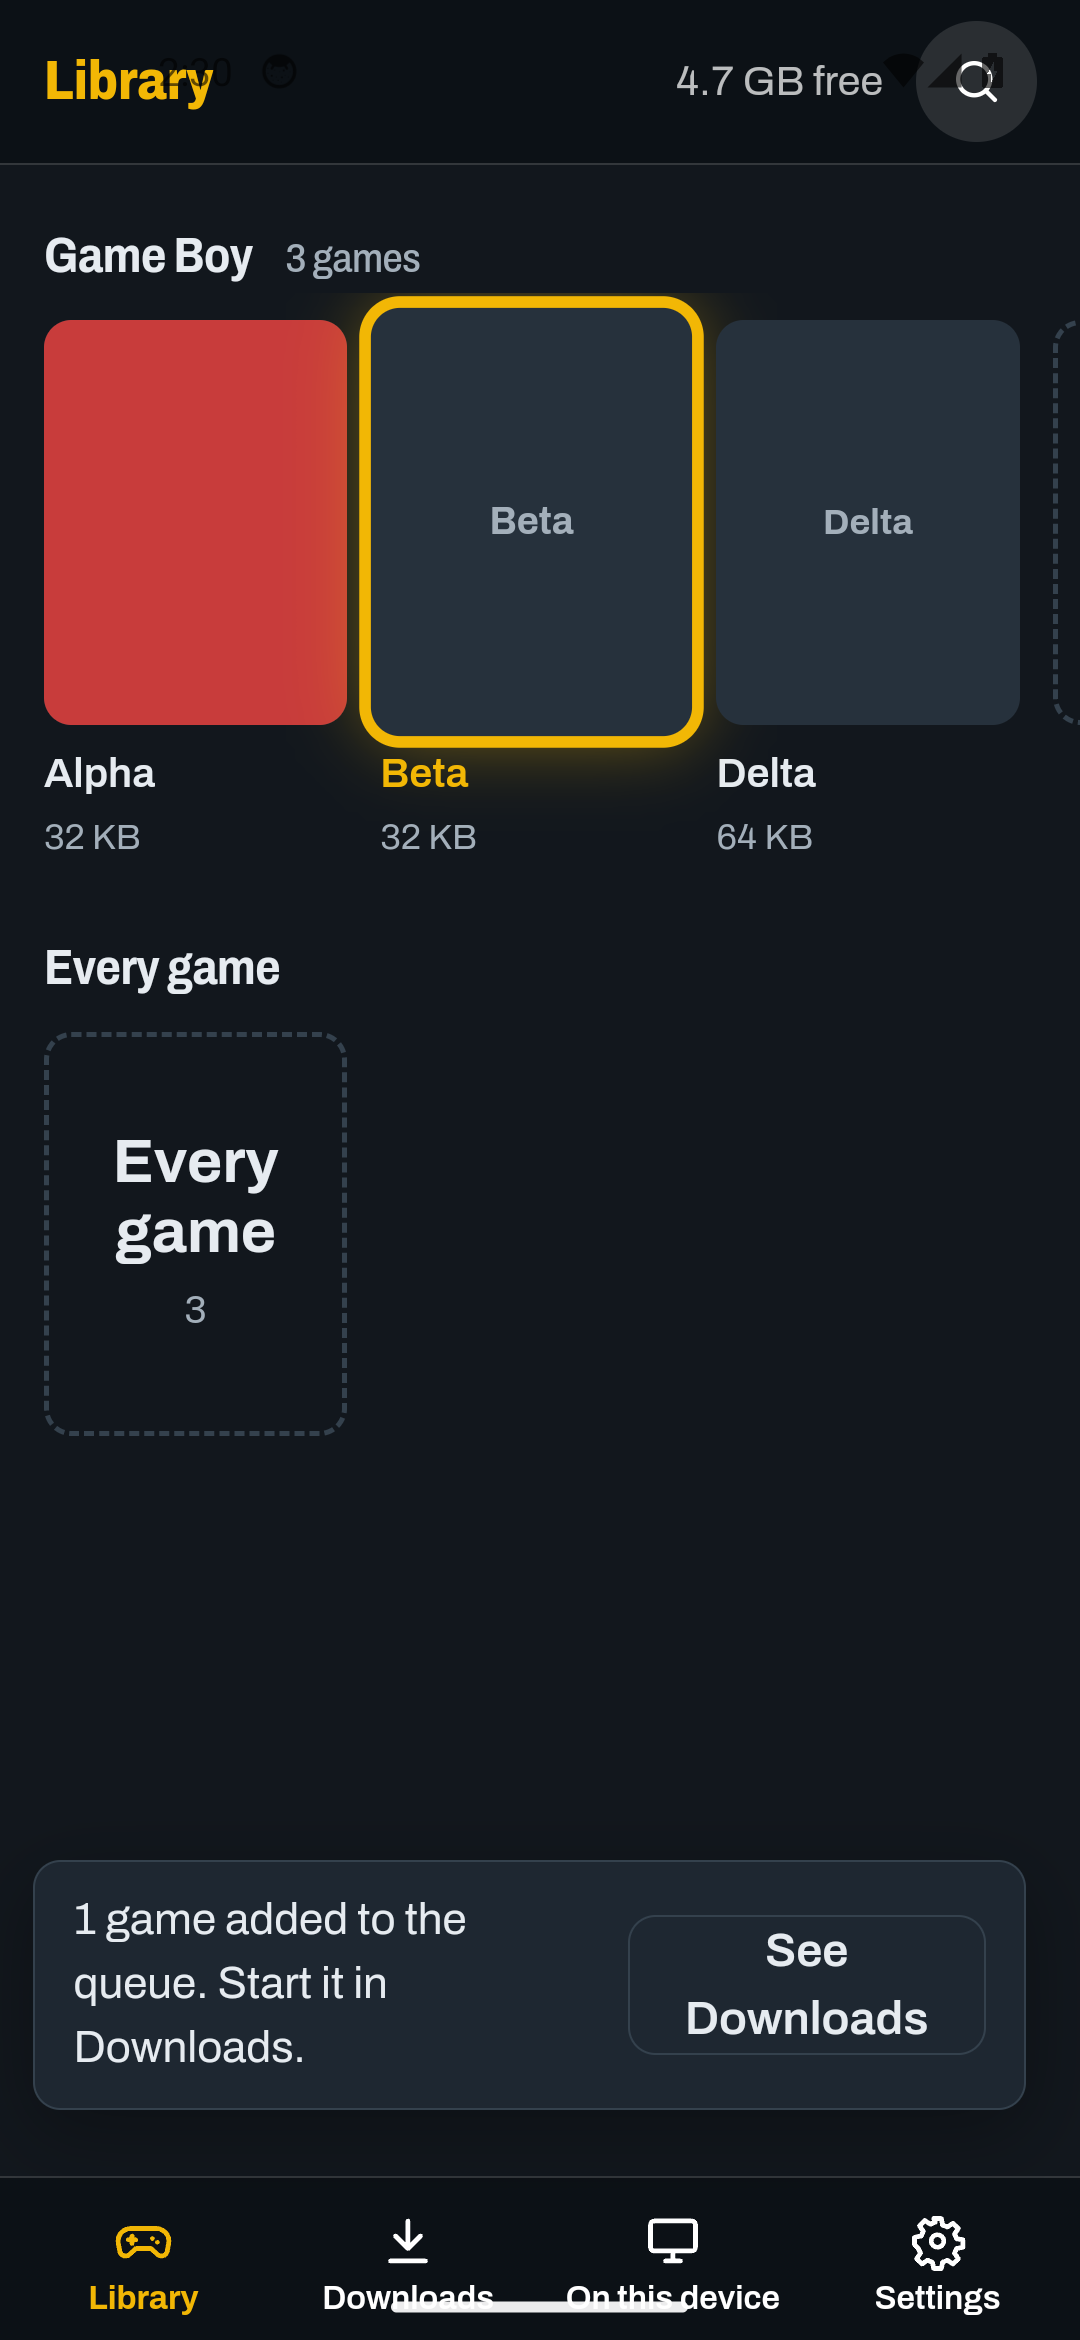 Library
4.7 GB free
Game Boy 3 games
Beta
Delta
Alpha
Beta
Delta
32 KB
32 KB
64 KB
Every game
Every
game
3
1 game added to the
queue. Start it in
Downloads.
See
Downloads
Library
Downloads
On this device
Settings